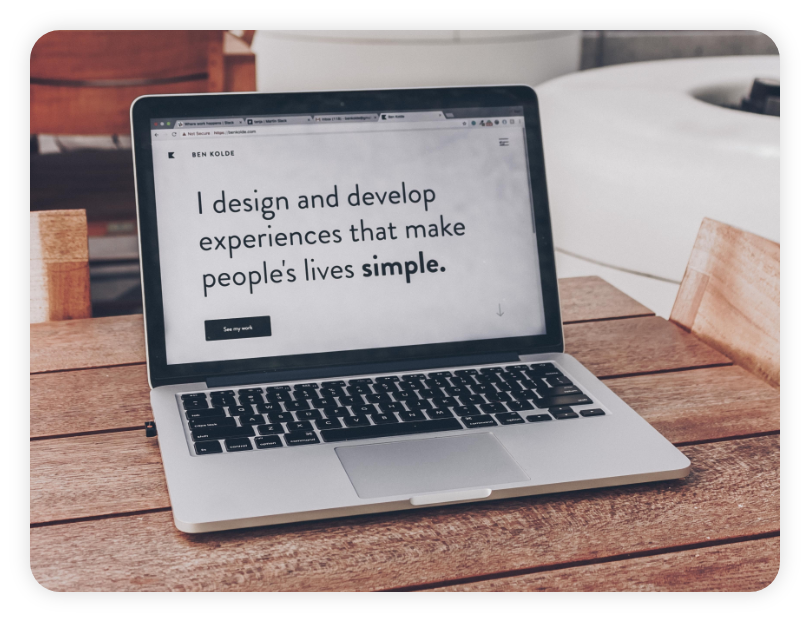 Not Secure https://benkolde.com
BEN KOLDE
I design and develop
experiences that make
people's lives simple.
See my work